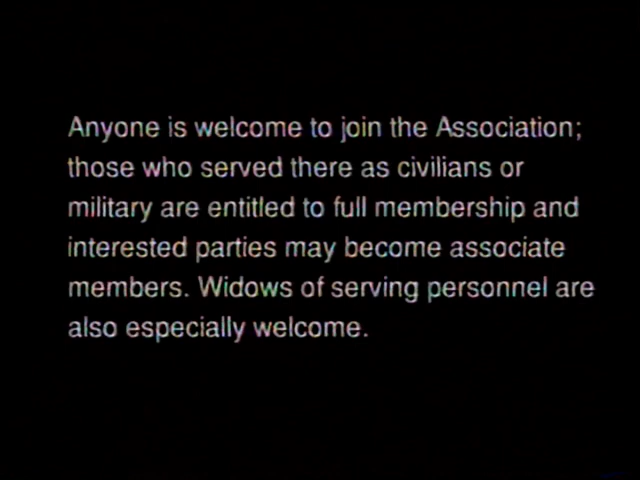 Anyone is welcome to join the Association;
those who served there as civilians or
military are entitled to full membership and
interested parties may become associate
members. Widows of serving personnel are
also especially welcome.